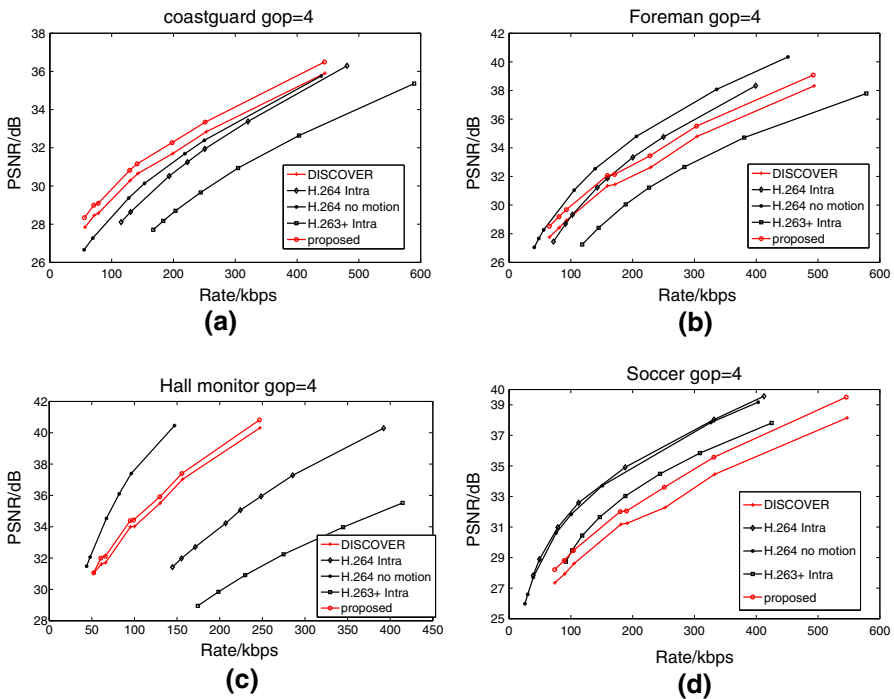 coastguard gop=4
38
36
34
32
30
28
26
PSNR/dB
0 100 200 300 400 500 600
Rate/kbps
DISCOVER
H.264 Intra
H.264 no motion
H.263+ Intra
proposed
(a)
Foreman gop=4
42
40
38
36
34
32
30
28
26
PSNR/dB
0 100 200 300 400 500 600
Rate/kbps
DISCOVER
H.264 Intra
H.264 no motion
H.263+ Intra
proposed
(b)
Hall monitor gop=4
42
40
38
36
34
32
30
28
PSNR/dB
0 50 100 150 200 250 300 350 400 450
Rate/kbps
DISCOVER
H.264 Intra
H.264 no motion
H.263+ Intra
proposed
(c)
Soccer gop=4
40
39
37
35
33
31
29
27
25
PSNR/dB
0 100 200 300 400 500 600
Rate/kbps
DISCOVER
H.264 Intra
H.264 no motion
H.263+ Intra
proposed
(d)